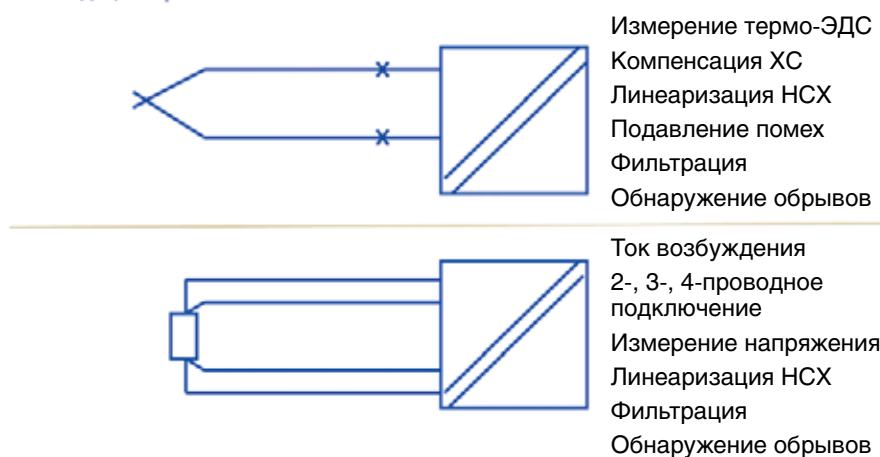 Измерение термо-ЭДС
Компенсация ХС
Линеаризация НСХ
Подавление помех
Фильтрация
Обнаружение обрывов
Ток возбуждения
2-, 3-, 4-проводное
подключение
Измерение напряжения
Линеаризация НСХ
Фильтрация
Обнаружение обрывов